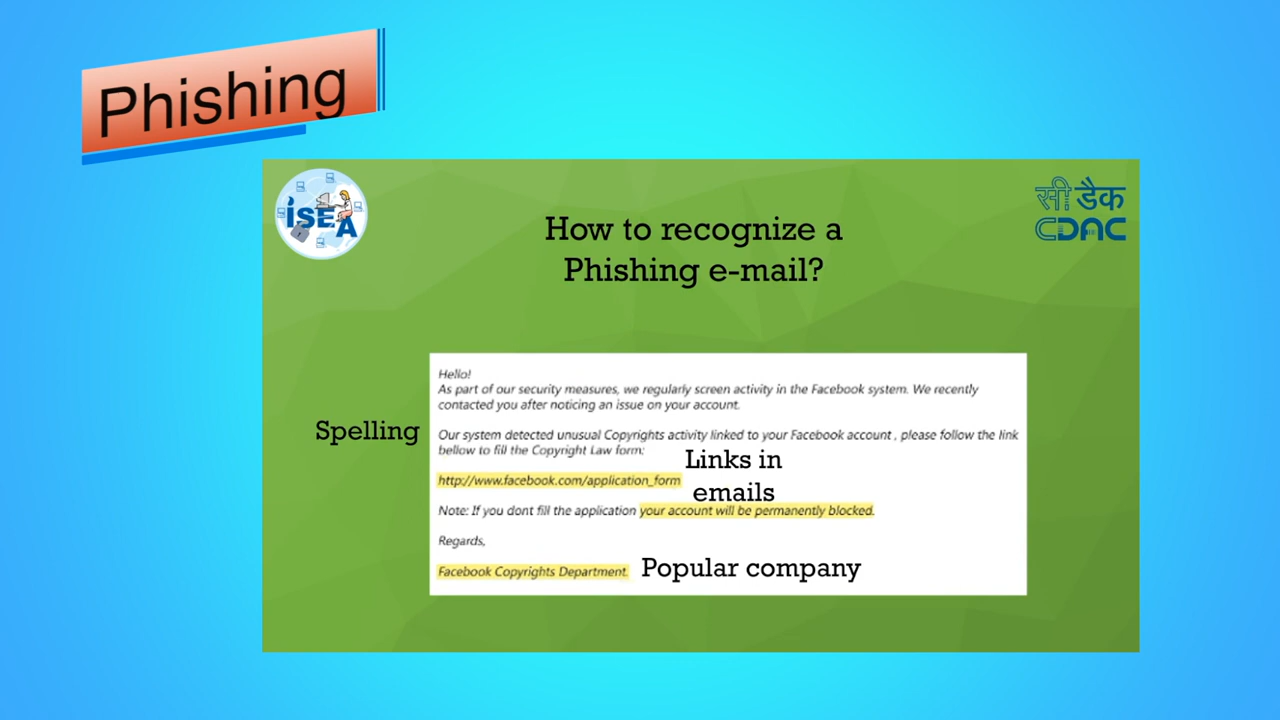 Phishing
iSEA
सी डैक
CDAC
How to recognize a
Phishing e-mail?
Hello!
As part of our security measures, we regularly screen activity in the Facebook system. We recently
contacted you after noticing an issue on your account.
Spelling
Our system detected unusual Copyrights activity linked to your Facebook account , please follow the link
bellow to fill the Copyright Law form:
Links in
emails
http://www.facebook.com/application_form
Note: If you dont fill the application your account will be permanently blocked.
Regards,
Facebook Copyrights Department.
Popular company